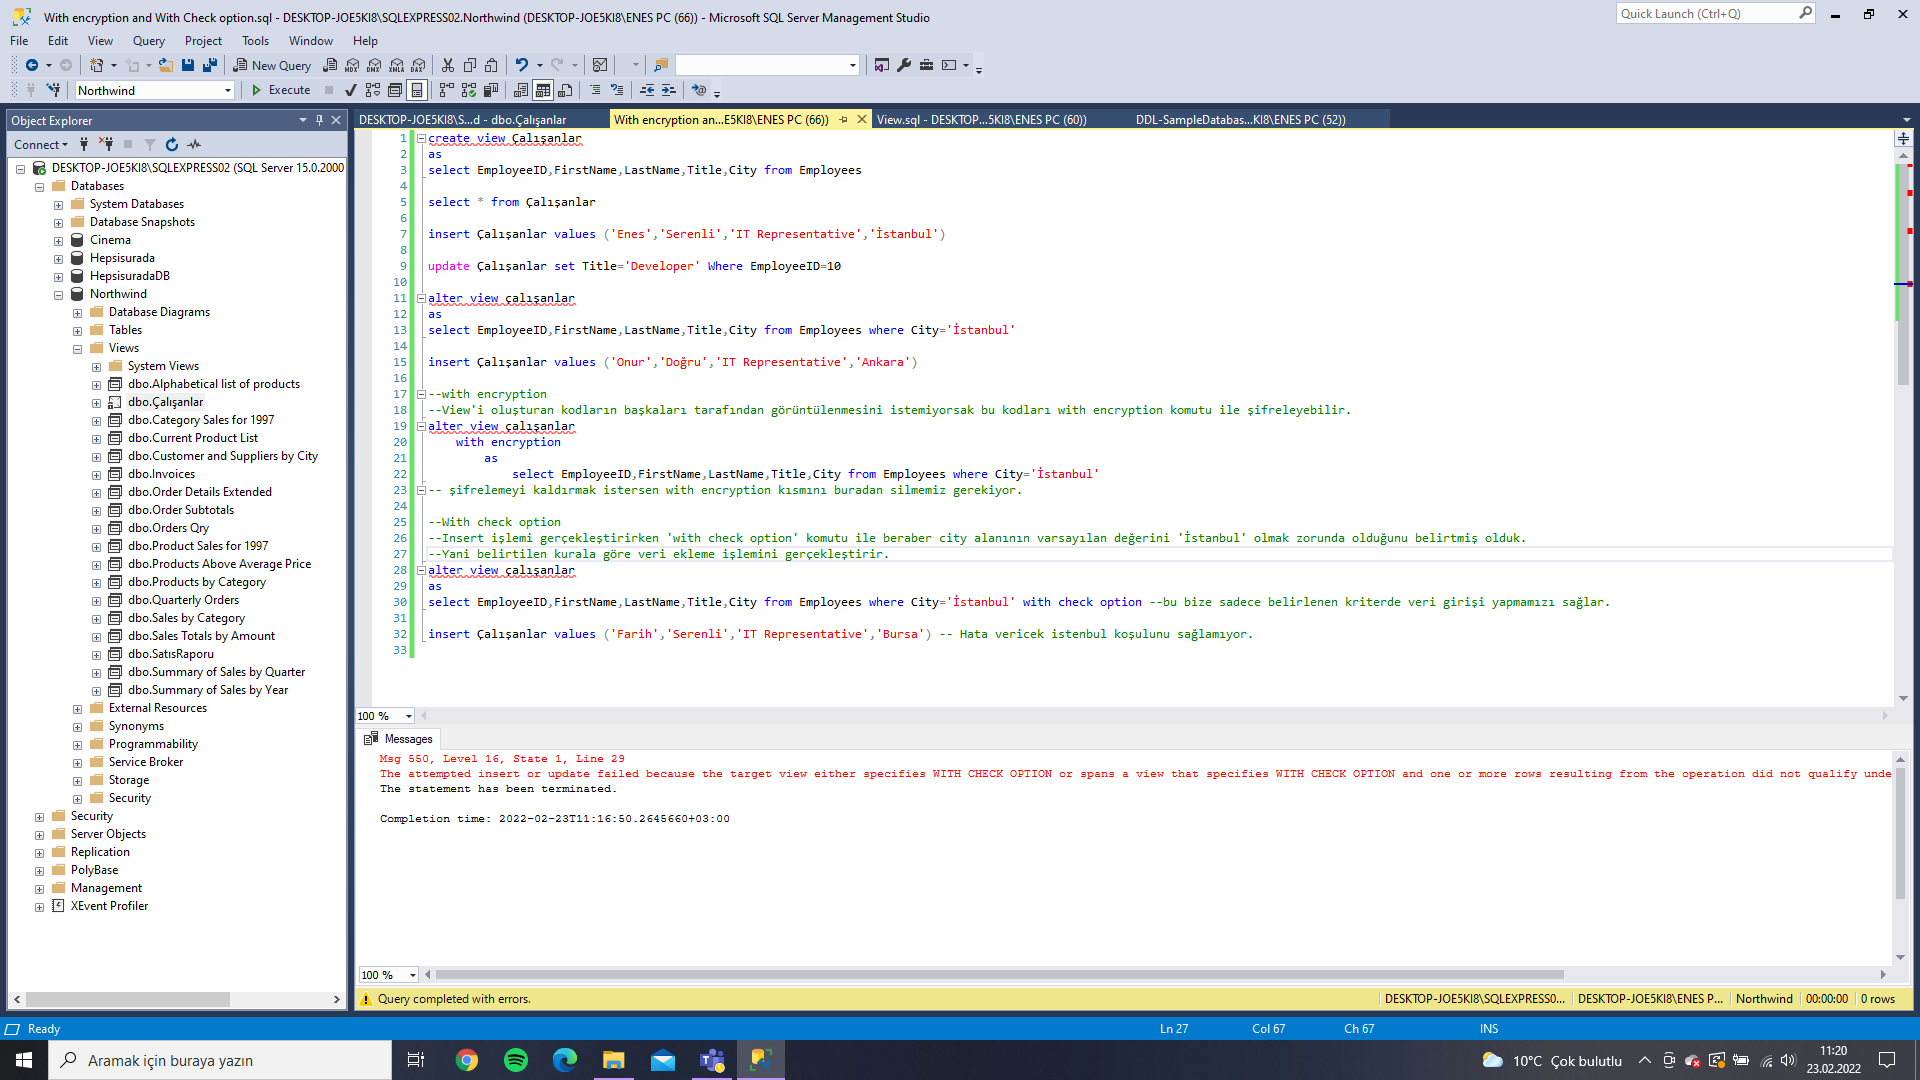 With encryption and With Check option.sql - DESKTOP-JOE5KI8\SQLEXPRESS02.Northwind (DESKTOP-JOE5KI8\ENES PC (66)) - Microsoft SQL Server Management Studio
Quick Launch (Ctrl+Q)
File Edit View Query Project Tools Window Help
New Query
MDX DMX XMLA DAX
Northwind
Execute
Object Explorer
DESKTOP-JOE5KI8\S...d - dbo.Çalışanlar
With encryption an...E5KI8\ENES PC (66))
View.sql - DESKTOP...5KI8\ENES PC (60))
DDL-SampleDatabas...KI8\ENES PC (52))
Connect
DESKTOP-JOE5KI8\SQLEXPRESS02 (SQL Server 15.0.2000
Databases
System Databases
Database Snapshots
Cinema
Hepsisurada
HepsisuradaDB
Northwind
Database Diagrams
Tables
Views
System Views
dbo.Alphabetical list of products
dbo.Çalışanlar
dbo.Category Sales for 1997
dbo.Current Product List
dbo.Customer and Suppliers by City
dbo.Invoices
dbo.Order Details Extended
dbo.Order Subtotals
dbo.Orders Qry
dbo.Product Sales for 1997
dbo.Products Above Average Price
dbo.Products by Category
dbo.Quarterly Orders
dbo.Sales by Category
dbo.Sales Totals by Amount
dbo.SatısRaporu
dbo.Summary of Sales by Quarter
dbo.Summary of Sales by Year
External Resources
Synonyms
Programmability
Service Broker
Storage
Security
Security
Server Objects
Replication
PolyBase
Management
XEvent Profiler
1 create view Çalışanlar
2 as
3 select EmployeeID,FirstName,LastName,Title,City from Employees
4
5 select * from Çalışanlar
6
7 insert Çalışanlar values ('Enes','Serenli','IT Representative','İstanbul')
8
9 update Çalışanlar set Title='Developer' Where EmployeeID=10
10
11 alter view çalışanlar
12 as
13 select EmployeeID,FirstName,LastName,Title,City from Employees where City='İstanbul'
14
15 insert Çalışanlar values ('Onur','Doğru','IT Representative','Ankara')
16
17 --with encryption
18 --View'i oluşturan kodların başkaları tarafından görüntülenmesini istemiyorsak bu kodları with encryption komutu ile şifreleyebilir.
19 alter view çalışanlar
20 with encryption
21 as
22 select EmployeeID,FirstName,LastName,Title,City from Employees where City='İstanbul'
23 -- şifrelemeyi kaldırmak istersen with encryption kısmını buradan silmemiz gerekiyor.
24
25 --With check option
26 --Insert işlemi gerçekleştirirken 'with check option' komutu ile beraber city alanının varsayılan değerini 'İstanbul' olmak zorunda olduğunu belirtmiş olduk.
27 --Yani belirtilen kurala göre veri ekleme işlemini gerçekleştirir.
28 alter view çalışanlar
29 as
30 select EmployeeID,FirstName,LastName,Title,City from Employees where City='İstanbul' with check option --bu bize sadece belirlenen kriterde veri girişi yapmamızı sağlar.
31
32 insert Çalışanlar values ('Farih','Serenli','IT Representative','Bursa') -- Hata vericek istenbul koşulunu sağlamıyor.
33
100 %
Messages
Msg 550, Level 16, State 1, Line 29
The attempted insert or update failed because the target view either specifies WITH CHECK OPTION or spans a view that specifies WITH CHECK OPTION and one or more rows resulting from the operation did not qualify unde
The statement has been terminated.
Completion time: 2022-02-23T11:16:50.2645660+03:00
100 %
Query completed with errors.
DESKTOP-JOE5KI8\SQLEXPRESS0... DESKTOP-JOE5KI8\ENES P... Northwind 00:00:00 0 rows
Ready Ln 27 Col 67 Ch 67 INS
Aramak için buraya yazın
10°C Çok bulutlu
11:20
23.02.2022